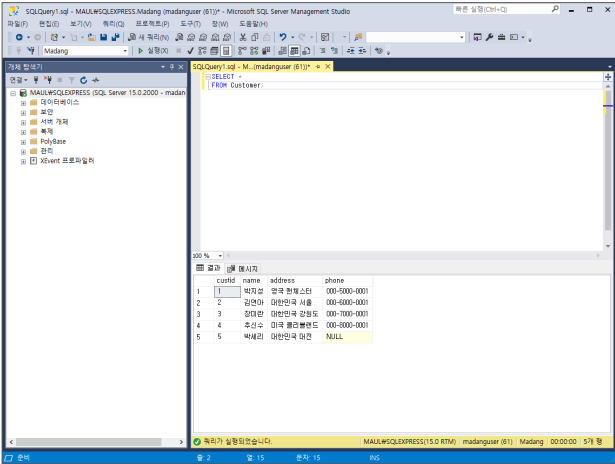 SQLQuery1.sql - MAUL￦SQLEXPRESS.Madang (madanguser (61))* - Microsoft SQL Server Management Studio
빠른 실행(Ctrl+Q)
파일(F) 편집(E) 보기(V) 쿼리(Q) 프로젝트(P) 도구(T) 창(W) 도움말(H)
새 쿼리(N)
Madang 실행(X)
개체 탐색기
연결
MAUL￦SQLEXPRESS (SQL Server 15.0.2000 - madan
데이터베이스
보안
서버 개체
복제
PolyBase
관리
XEvent 프로파일러
SQLQuery1.sql - M...(madanguser (61))*
SELECT *
FROM Customer;
100 %
결과 메시지
custid name address phone
1 1 박지성 영국 맨체스터 000-5000-0001
2 2 김연아 대한민국 서울 000-6000-0001
3 3 장미란 대한민국 강원도 000-7000-0001
4 4 추신수 미국 클리블랜드 000-8000-0001
5 5 박세리 대한민국 대전 NULL
쿼리가 실행되었습니다. MAUL￦SQLEXPRESS(15.0 RTM) madanguser (61) Madang 00:00:00 5개 행
준비 줄: 2 열: 15 문자: 15 INS